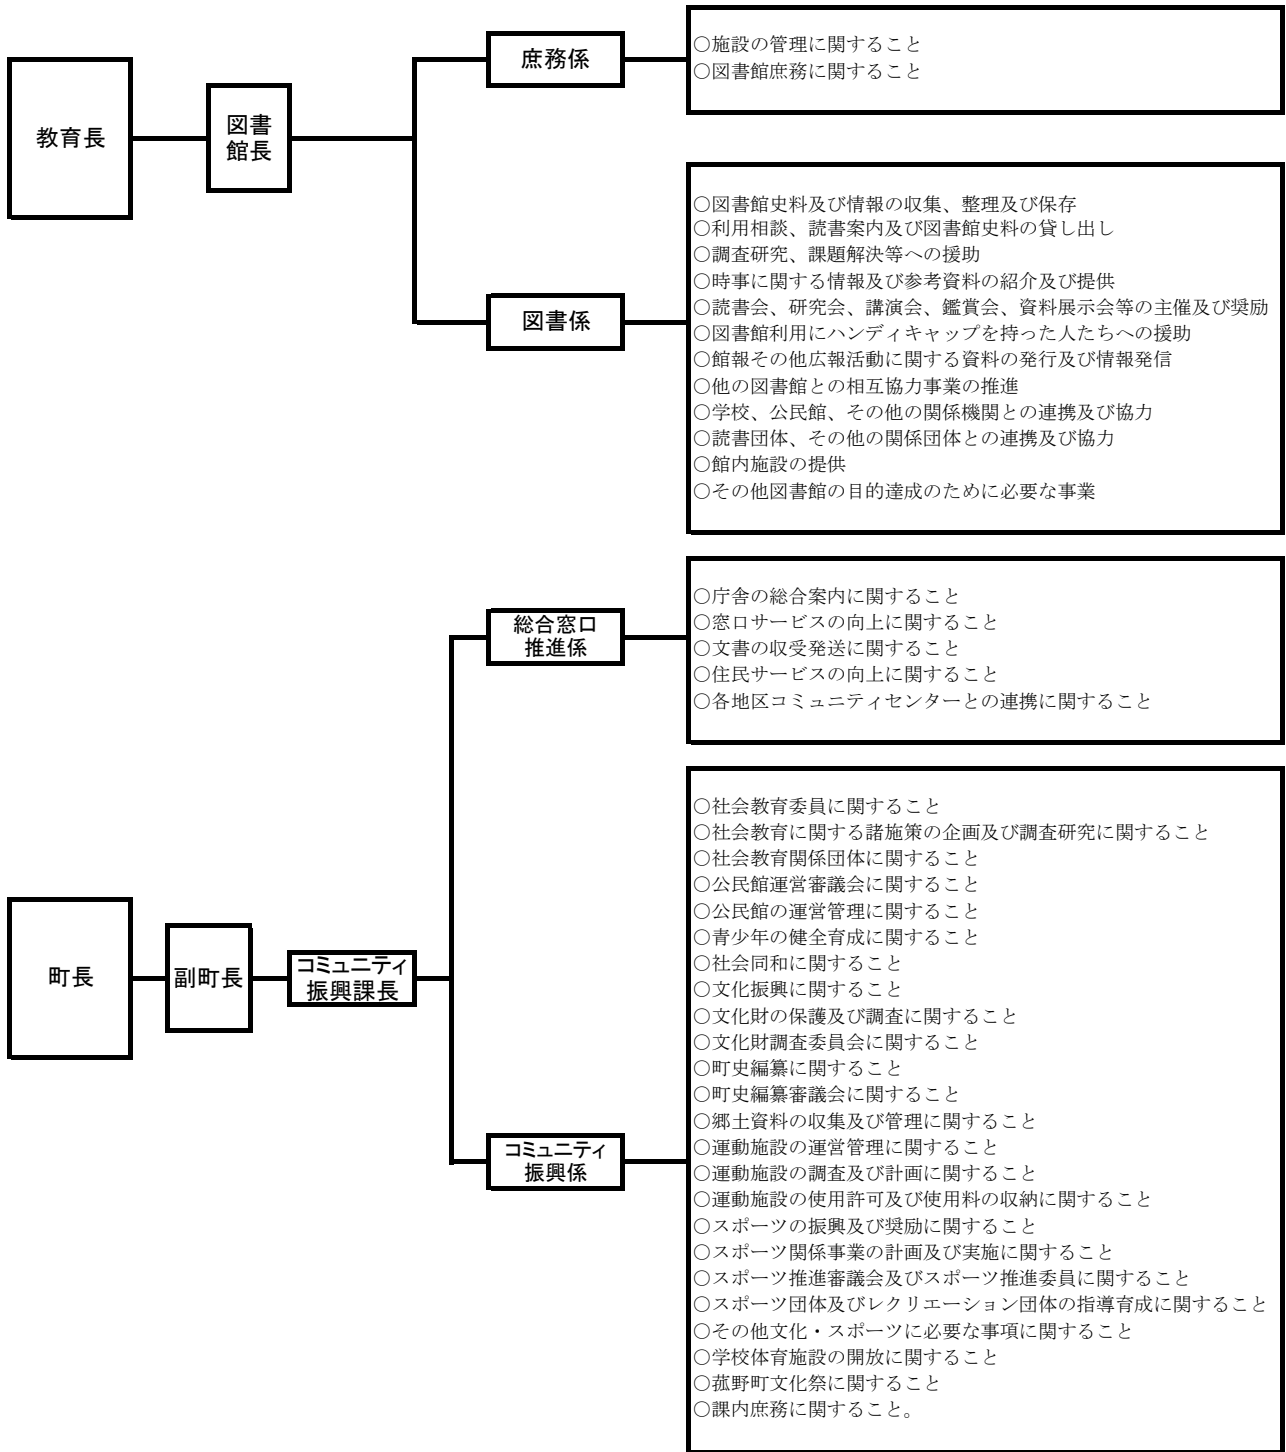 教育長
図書
館長
庶務係
○施設の管理に関すること
○図書館庶務に関すること
図書係
○図書館史料及び情報の収集、整理及び保存
○利用相談、読書案内及び図書館史料の貸し出し
○調査研究、課題解決等への援助
○時事に関する情報及び参考資料の紹介及び提供
○読書会、研究会、講演会、鑑賞会、資料展示会等の主催及び奨励
○図書館利用にハンディキャップを持った人たちへの援助
○館報その他広報活動に関する資料の発行及び情報発信
○他の図書館との相互協力事業の推進
○学校、公民館、その他の関係機関との連携及び協力
○読書団体、その他の関係団体との連携及び協力
○館内施設の提供
○その他図書館の目的達成のために必要な事業
町長
副町長
コミュニティ
振興課長
総合窓口
推進係
○庁舎の総合案内に関すること
○窓口サービスの向上に関すること
○文書の収受発送に関すること
○住民サービスの向上に関すること
○各地区コミュニティセンターとの連携に関すること
コミュニティ
振興係
○社会教育委員に関すること
○社会教育に関する諸施策の企画及び調査研究に関すること
○社会教育関係団体に関すること
○公民館運営審議会に関すること
○公民館の運営管理に関すること
○青少年の健全育成に関すること
○社会同和に関すること
○文化振興に関すること
○文化財の保護及び調査に関すること
○文化財調査委員会に関すること
○町史編纂に関すること
○町史編纂審議会に関すること
○郷土資料の収集及び管理に関すること
○運動施設の運営管理に関すること
○運動施設の調査及び計画に関すること
○運動施設の使用許可及び使用料の収納に関すること
○スポーツの振興及び奨励に関すること
○スポーツ関係事業の計画及び実施に関すること
○スポーツ推進審議会及びスポーツ推進委員に関すること
○スポーツ団体及びレクリエーション団体の指導育成に関すること
○その他文化・スポーツに必要な事項に関すること
○学校体育施設の開放に関すること
○菰野町文化祭に関すること
○課内庶務に関すること。